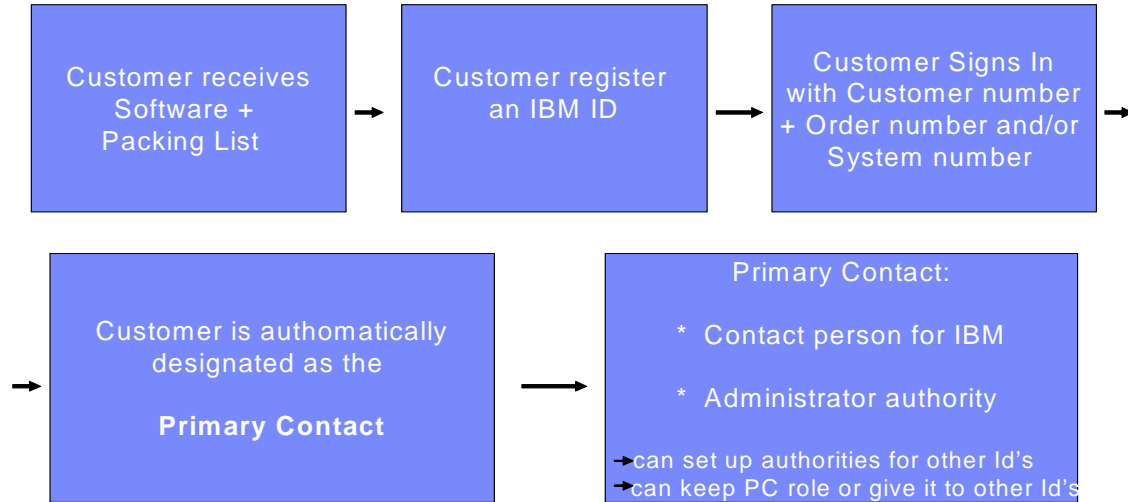 Customer receives
Software +
Packing List
Customer register
an IBM ID
Customer Signs In
with Customer number
+ Order number and/or
System number
Customer is authomatically
designated as the
Primary Contact
Primary Contact:
* Contact person for IBM
* Administrator authority
can set up authorities for other Id's
can keep PC role or give it to other Id's